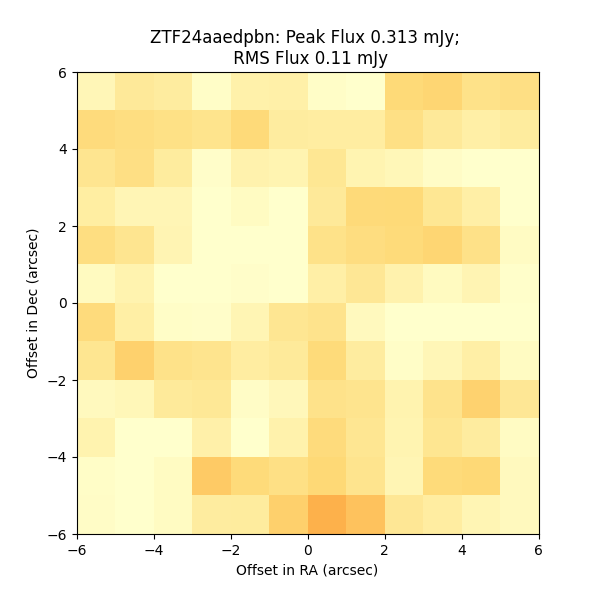 ZTF24aaedpbn: Peak Flux 0.313 mJy;
RMS Flux 0.11 mJy
6
4
2
0
−2
−4
−6
Offset in Dec (arcsec)
−6 −4 −2 0 2 4 6
Offset in RA (arcsec)